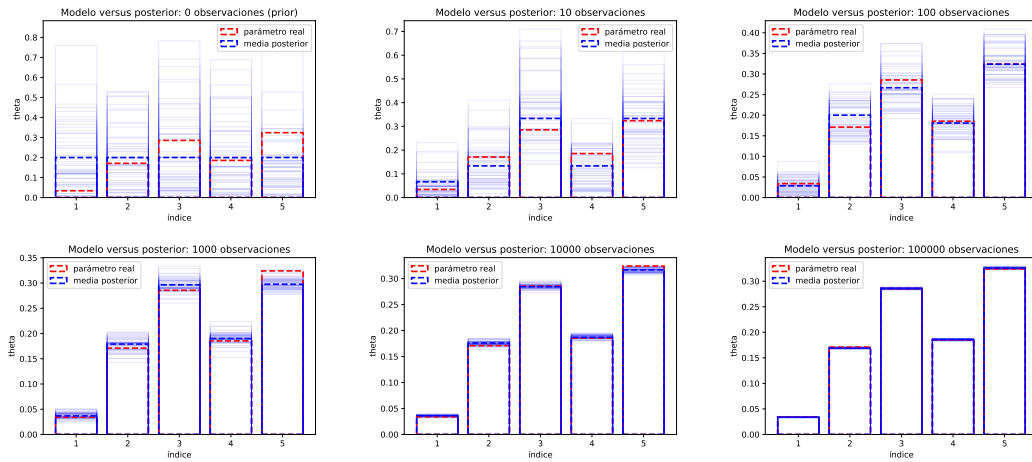 Modelo versus posterior: 0 observaciones (prior)
theta
0.8
0.7
0.6
0.5
0.4
0.3
0.2
0.1
0.0
parámetro real
media posterior
1 2 3 4 5
índice
Modelo versus posterior: 10 observaciones
theta
0.7
0.6
0.5
0.4
0.3
0.2
0.1
0.0
parámetro real
media posterior
1 2 3 4 5
índice
Modelo versus posterior: 100 observaciones
theta
0.40
0.35
0.30
0.25
0.20
0.15
0.10
0.05
0.00
parámetro real
media posterior
1 2 3 4 5
índice
Modelo versus posterior: 1000 observaciones
theta
0.35
0.30
0.25
0.20
0.15
0.10
0.05
0.00
parámetro real
media posterior
1 2 3 4 5
índice
Modelo versus posterior: 10000 observaciones
theta
0.30
0.25
0.20
0.15
0.10
0.05
0.00
parámetro real
media posterior
1 2 3 4 5
índice
Modelo versus posterior: 100000 observaciones
theta
0.30
0.25
0.20
0.15
0.10
0.05
0.00
parámetro real
media posterior
1 2 3 4 5
índice